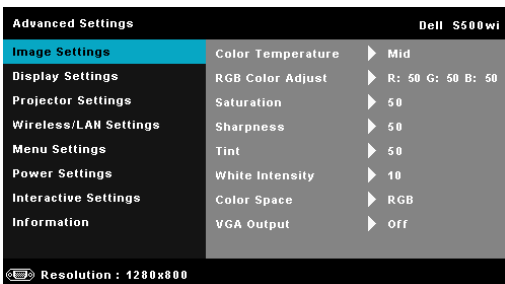 Advanced Settings Dell S500wi
Image Settings Color Temperature Mid
Display Settings RGB Color Adjust R: 50 G: 50 B: 50
Projector Settings Saturation 50
Wireless/LAN Settings Sharpness 50
Menu Settings Tint 50
Power Settings White Intensity 10
Interactive Settings Color Space RGB
Information VGA Output Off
Resolution : 1280x800